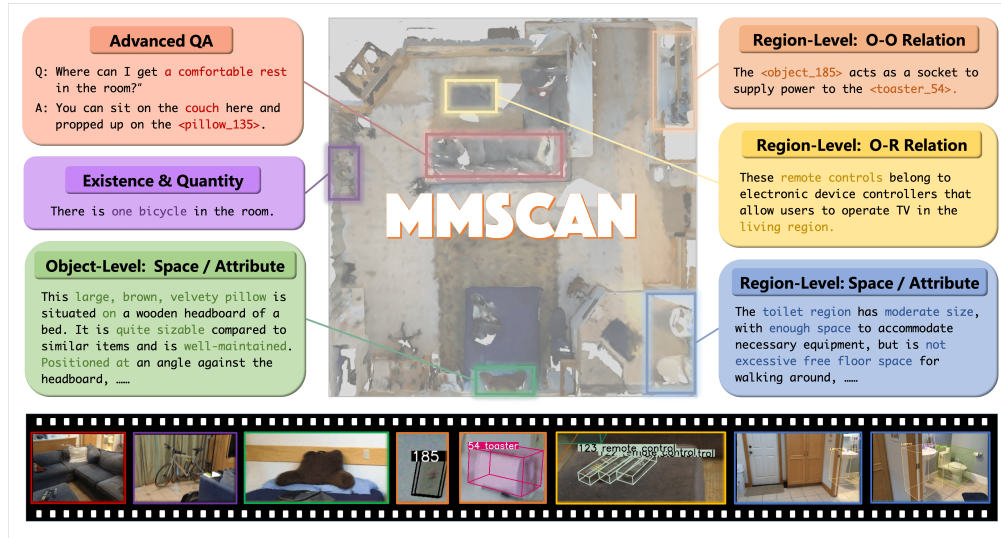 Advanced QA
Q: Where can I get a comfortable rest
in the room?"
A: You can sit on the couch here and
propped up on the <pillow_135>.
Existence & Quantity
There is one bicycle in the room.
Object-Level: Space / Attribute
This large, brown, velvety pillow is
situated on a wooden headboard of a
bed. It is quite sizable compared to
similar items and is well-maintained.
Positioned at an angle against the
headboard, ……
MMSCAN
Region-Level: O-O Relation
The <object_185> acts as a socket to
supply power to the <toaster_54>.
Region-Level: O-R Relation
These remote controls belong to
electronic device controllers that
allow users to operate TV in the
living region.
Region-Level: Space / Attribute
The toilet region has moderate size,
with enough space to accommodate
necessary equipment, but is not
excessive free floor space for
walking around, ……
185
54 toaster
123 remote control